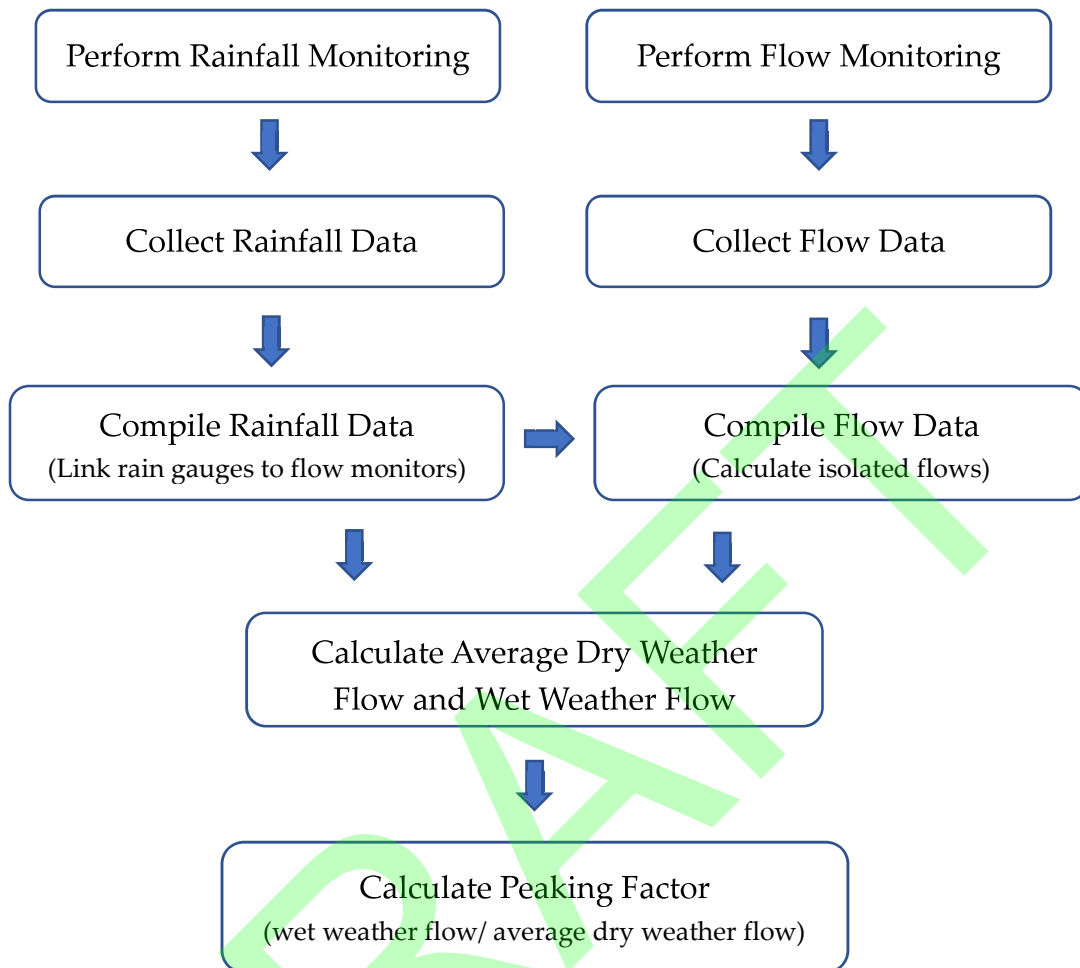 Perform Rainfall Monitoring
Perform Flow Monitoring
Collect Rainfall Data
Collect Flow Data
Compile Rainfall Data
(Link rain gauges to flow monitors)
Compile Flow Data
(Calculate isolated flows)
Calculate Average Dry Weather
Flow and Wet Weather Flow
Calculate Peaking Factor
(wet weather flow/ average dry weather flow)
RAFT